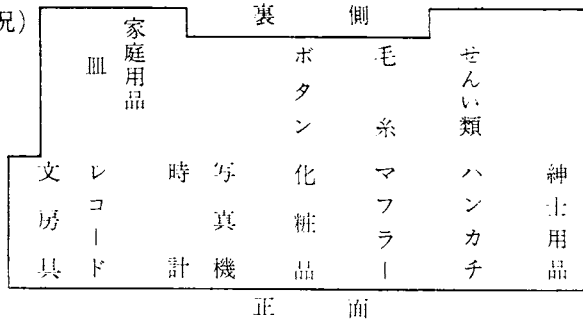 況)
裏側
家庭用品
皿
ボタン
毛糸
せんい類
文房具
レコード
時計
写真機
化粧品
マフラー
ハンカチ
紳士用品
正面